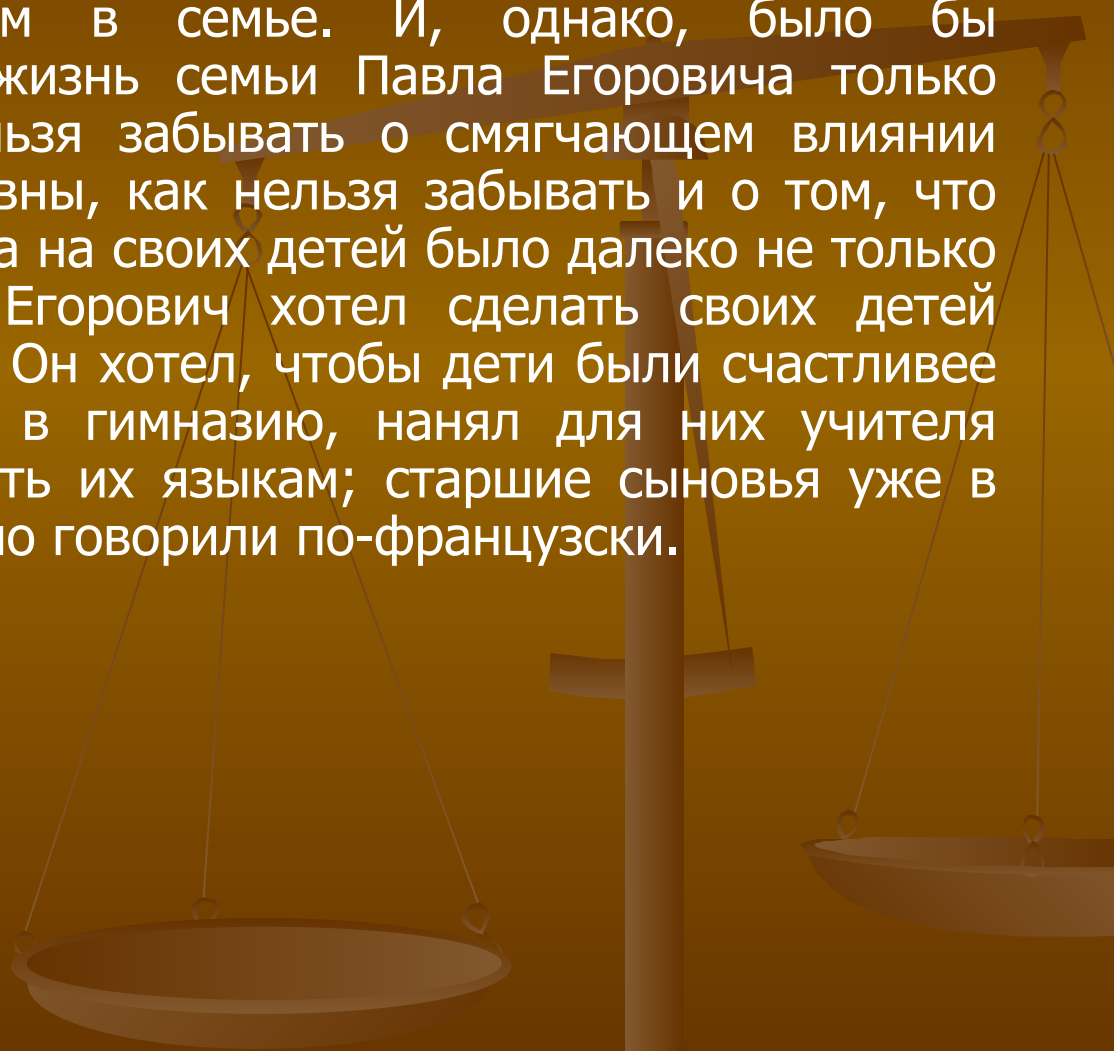 м в семье. И, однако, было бы
жизнь семьи Павла Егоровича только
льзя забывать о смягчающем влиянии
вны, как нельзя забывать и о том, что
а на своих детей было далеко не только
Егорович хотел сделать своих детей
Он хотел, чтобы дети были счастливее
в гимназию, нанял для них учителя
ть их языкам; старшие сыновья уже в
но говорили по-французски.